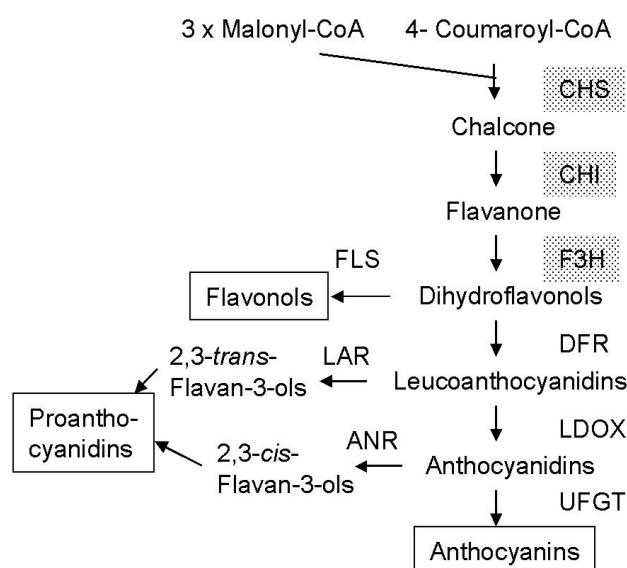 3 x Malonyl-CoA 4- Coumaroyl-CoA
CHS
Chalcone
CHI
Flavanone
F3H
FLS
Flavonols Dihydroflavonols
DFR
2,3-trans- LAR
Flavan-3-ols Leucoanthocyanidins
Proantho-
cyanidins
LDOX
2,3-cis- ANR
Flavan-3-ols Anthocyanidins
UFGT
Anthocyanins